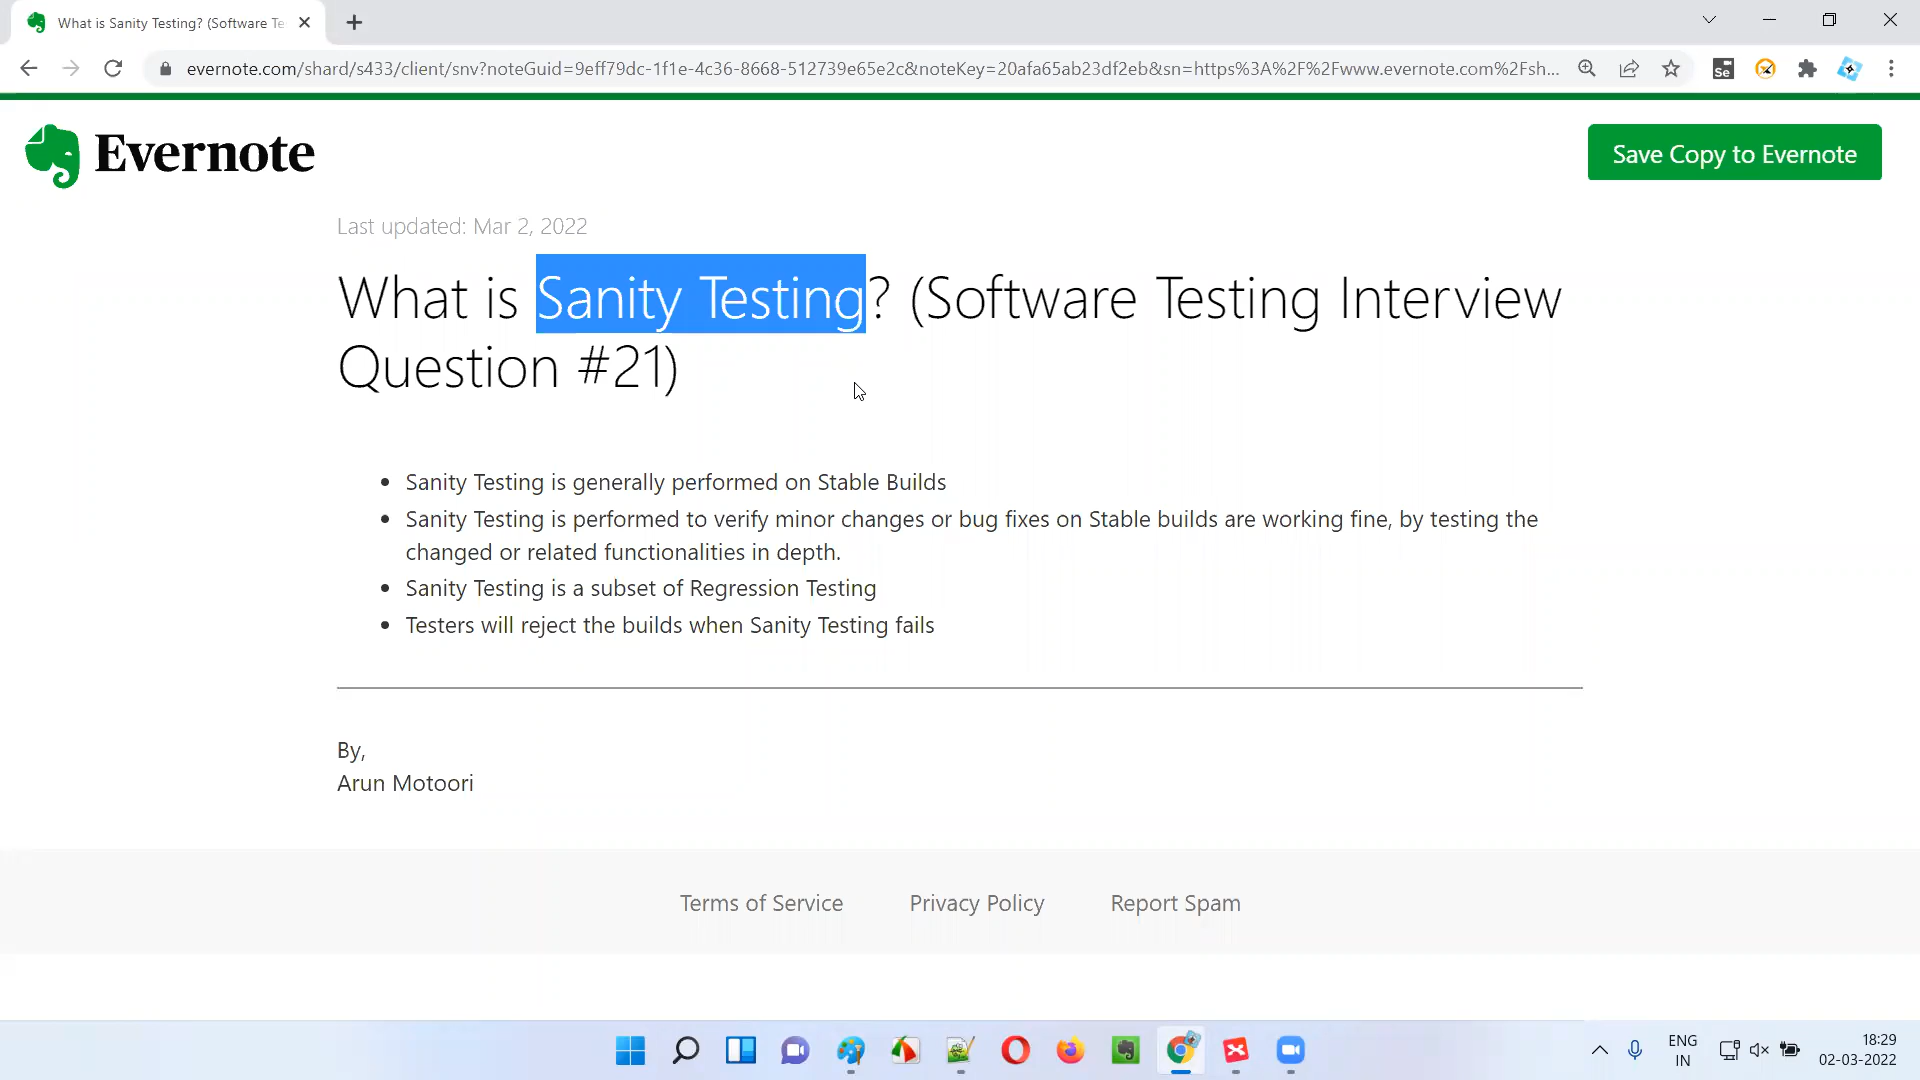 What is Sanity Testing? (Software Te
evernote.com/shard/s433/client/snv?noteGuid=9eff79dc-1f1e-4c36-8668-512739e65e2c&noteKey=20afa65ab23df2eb&sn=https%3A%2F%2Fwww.evernote.com%2Fsh...
Se
Evernote
Save Copy to Evernote
Last updated: Mar 2, 2022
What is Sanity Testing? (Software Testing Interview
Question #21)
• Sanity Testing is generally performed on Stable Builds
• Sanity Testing is performed to verify minor changes or bug fixes on Stable builds are working fine, by testing the
changed or related functionalities in depth.
• Sanity Testing is a subset of Regression Testing
• Testers will reject the builds when Sanity Testing fails
By,
Arun Motoori
Terms of Service Privacy Policy Report Spam
ENG
IN
18:29
02-03-2022